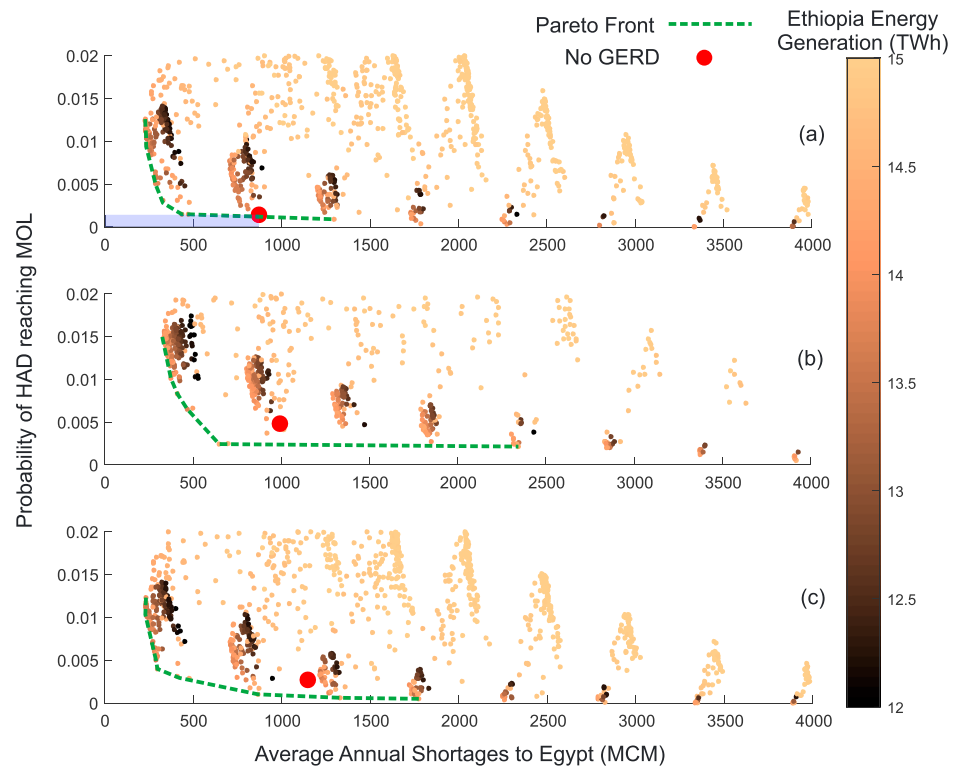 Pareto Front
No GERD
Ethiopia Energy
Generation (TWh)
Probability of HAD reaching MOL
0.02
0.015
0.01
0.005
0
(a)
0 500 1000 1500 2000 2500 3000 3500 4000
0.02
0.015
0.01
0.005
0
(b)
0 500 1000 1500 2000 2500 3000 3500 4000
0.02
0.015
0.01
0.005
0
(c)
0 500 1000 1500 2000 2500 3000 3500 4000
Average Annual Shortages to Egypt (MCM)
15
14.5
14
13.5
13
12.5
12